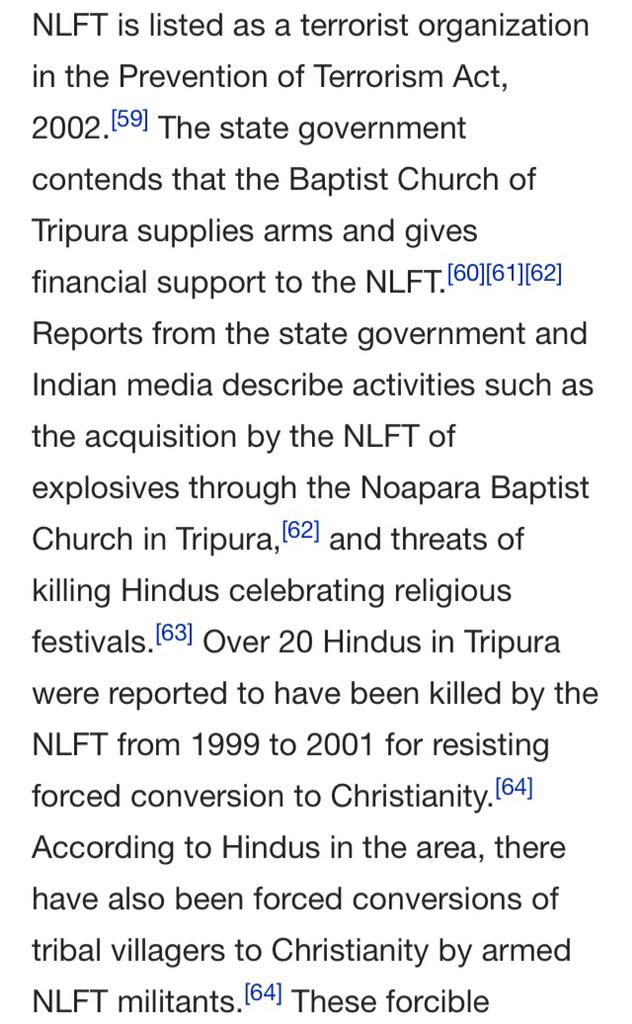 NLFT is listed as a terrorist organization
in the Prevention of Terrorism Act,
2002.[59] The state government
contends that the Baptist Church of
Tripura supplies arms and gives
financial support to the NLFT.[60][61][62]
Reports from the state government and
Indian media describe activities such as
the acquisition by the NLFT of
explosives through the Noapara Baptist
Church in Tripura,[62] and threats of
killing Hindus celebrating religious
festivals.[63] Over 20 Hindus in Tripura
were reported to have been killed by the
NLFT from 1999 to 2001 for resisting
forced conversion to Christianity.[64]
According to Hindus in the area, there
have also been forced conversions of
tribal villagers to Christianity by armed
NLFT militants.[64] These forcible